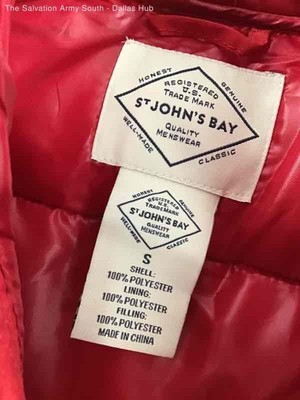 The Salvation Army South - Dallas Hub
HONEST
GENUINE
REGISTERED
U.S.
TRADE MARK
ST JOHN'S BAY
QUALITY
MENSWEAR
WELL-MADE
CLASSIC
HONEST
GENUINE
REGISTERED
U.S.
TRADEMARK
ST JOHN'S BAY
QUALITY
MENSWEAR
WELL-MADE
CLASSIC
S
SHELL:
100% POLYESTER
LINING:
100% POLYESTER
FILLING:
100% POLYESTER
MADE IN CHINA